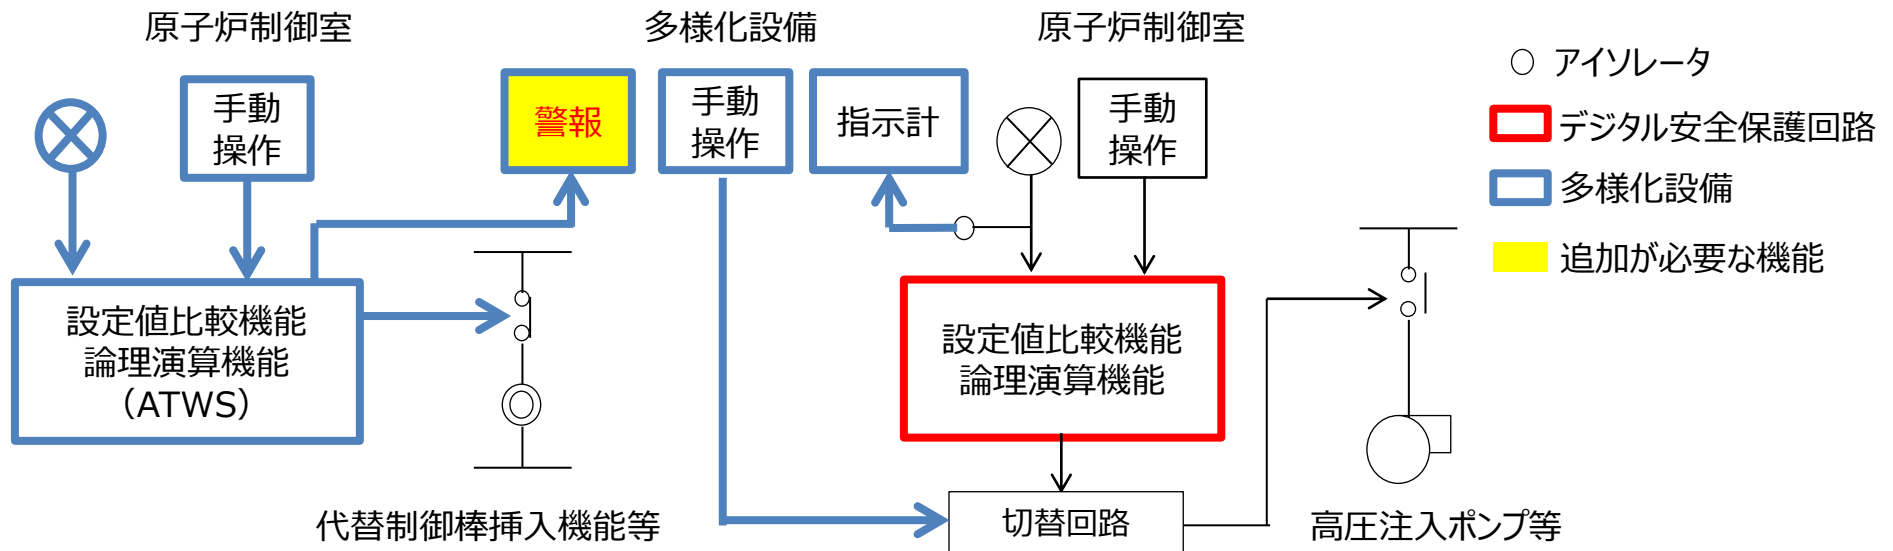 原子炉制御室
多様化設備
原子炉制御室
手動
操作
警報
手動
操作
指示計
手動
操作
アイソレータ
デジタル安全保護回路
多様化設備
追加が必要な機能
設定値比較機能
論理演算機能
（ATWS）
設定値比較機能
論理演算機能
代替制御棒挿入機能等
切替回路
高圧注入ポンプ等